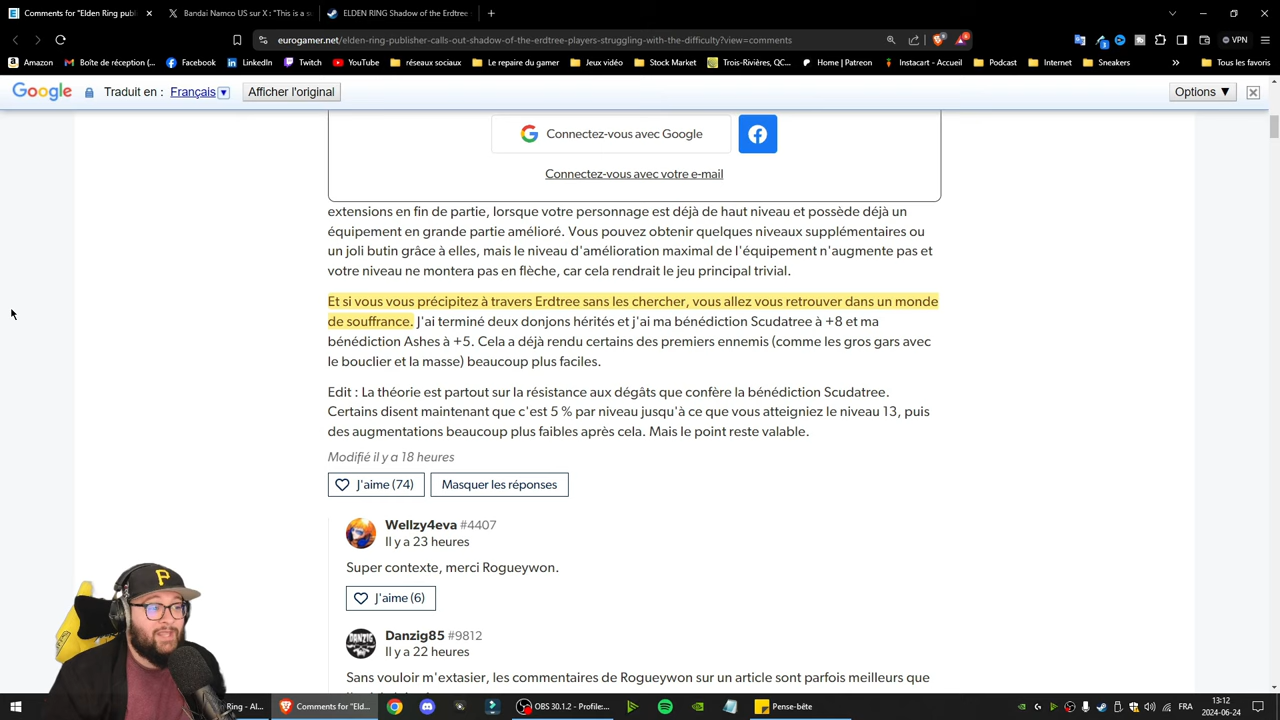 Comments for "Elden Ring publ
Bandai Namco US sur X : "This is a s
ELDEN RING Shadow of the Erdtree
eurogamer.net/elden-ring-publisher-calls-out-shadow-of-the-erdtree-players-struggling-with-the-difficulty?view=comments
VPN
Amazon
Boîte de réception (...
Facebook
LinkedIn
Twitch
YouTube
réseaux sociaux
Le repaire du gamer
Jeux vidéo
Stock Market
Trois-Rivières, QC...
Home | Patreon
Instacart - Accueil
Podcast
Internet
Sneakers
»
Tous les favoris
Google
Traduit en :
Français
Afficher l'original
Options ▼
Connectez-vous avec Google
Connectez-vous avec votre e-mail
extensions en fin de partie, lorsque votre personnage est déjà de haut niveau et possède déjà un
équipement en grande partie amélioré. Vous pouvez obtenir quelques niveaux supplémentaires ou
un joli butin grâce à elles, mais le niveau d'amélioration maximal de l'équipement n'augmente pas et
votre niveau ne montera pas en flèche, car cela rendrait le jeu principal trivial.
Et si vous vous précipitez à travers Erdtree sans les chercher, vous allez vous retrouver dans un monde
de souffrance. J'ai terminé deux donjons hérités et j'ai ma bénédiction Scudatree à +8 et ma
bénédiction Ashes à +5. Cela a déjà rendu certains des premiers ennemis (comme les gros gars avec
le bouclier et la masse) beaucoup plus faciles.
Edit : La théorie est partout sur la résistance aux dégâts que confère la bénédiction Scudatree.
Certains disent maintenant que c'est 5 % par niveau jusqu'à ce que vous atteigniez le niveau 13, puis
des augmentations beaucoup plus faibles après cela. Mais le point reste valable.
Modifié il y a 18 heures
J'aime (74)
Masquer les réponses
Wellzy4eva #4407
Il y a 23 heures
Super contexte, merci Rogueywon.
J'aime (6)
DANZIG
Danzig85 #9812
Il y a 22 heures
Sans vouloir m'extasier, les commentaires de Rogueywon sur un article sont parfois meilleurs que
P
Ring - Al...
Comments for "Eld...
OBS 30.1.2 - Profile:...
Pense-bête
FRA
13:12
2024-06-24